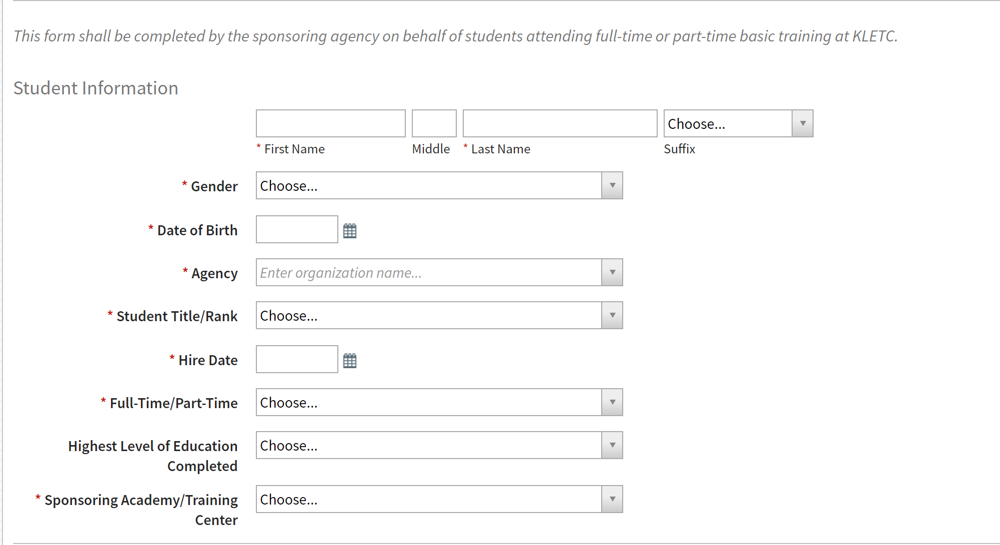 This form shall be completed by the sponsoring agency on behalf of students attending full-time or part-time basic training at KLETC.
Student Information
Choose...
* First Name Middle * Last Name Suffix
* Gender Choose...
* Date of Birth
* Agency Enter organization name...
* Student Title/Rank Choose...
* Hire Date
* Full-Time/Part-Time Choose...
Highest Level of Education Choose...
Completed
* Sponsoring Academy/Training Choose...
Center